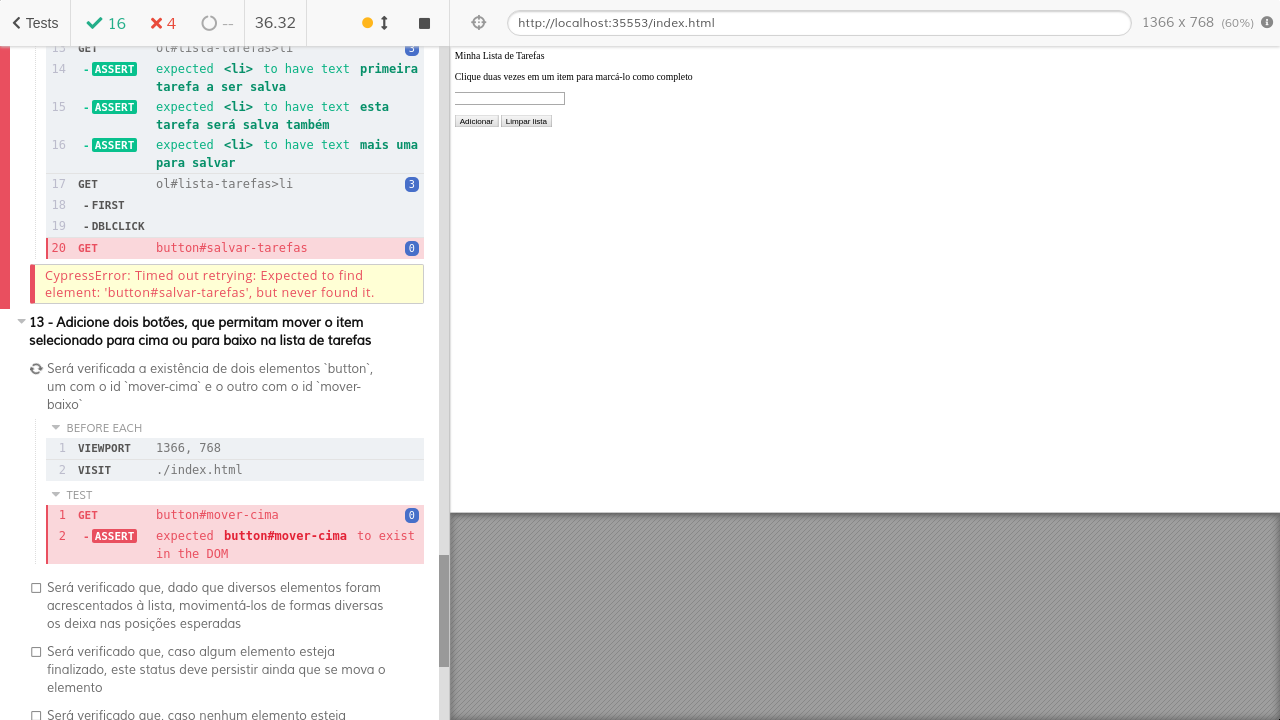 Tests 16 4 -- 36.32 http://localhost:35553/index.html 1366 x 768 (60%)
13 GET ol#lista-tarefas>li 3
14 -ASSERT expected <li> to have text primeira
tarefa a ser salva
15 -ASSERT expected <li> to have text esta
tarefa será salva também
16 -ASSERT expected <li> to have text mais uma
para salvar
17 GET ol#lista-tarefas>li 3
18 -FIRST
19 -DBLCLICK
20 GET button#salvar-tarefas 0
CypressError: Timed out retrying: Expected to find
element: 'button#salvar-tarefas', but never found it.
13 - Adicione dois botões, que permitam mover o item
selecionado para cima ou para baixo na lista de tarefas
Será verificada a existência de dois elementos `button`,
um com o id `mover-cima` e o outro com o id `mover-
baixo`
BEFORE EACH
1 VIEWPORT 1366, 768
2 VISIT ./index.html
TEST
1 GET button#mover-cima 0
2 -ASSERT expected button#mover-cima to exist
in the DOM
Será verificado que, dado que diversos elementos foram
acrescentados à lista, movimentá-los de formas diversas
os deixa nas posições esperadas
Será verificado que, caso algum elemento esteja
finalizado, este status deve persistir ainda que se mova o
elemento
Será verificado que, caso nenhum elemento esteja
Minha Lista de Tarefas
Clique duas vezes em um item para marcá-lo como completo
Adicionar Limpar lista